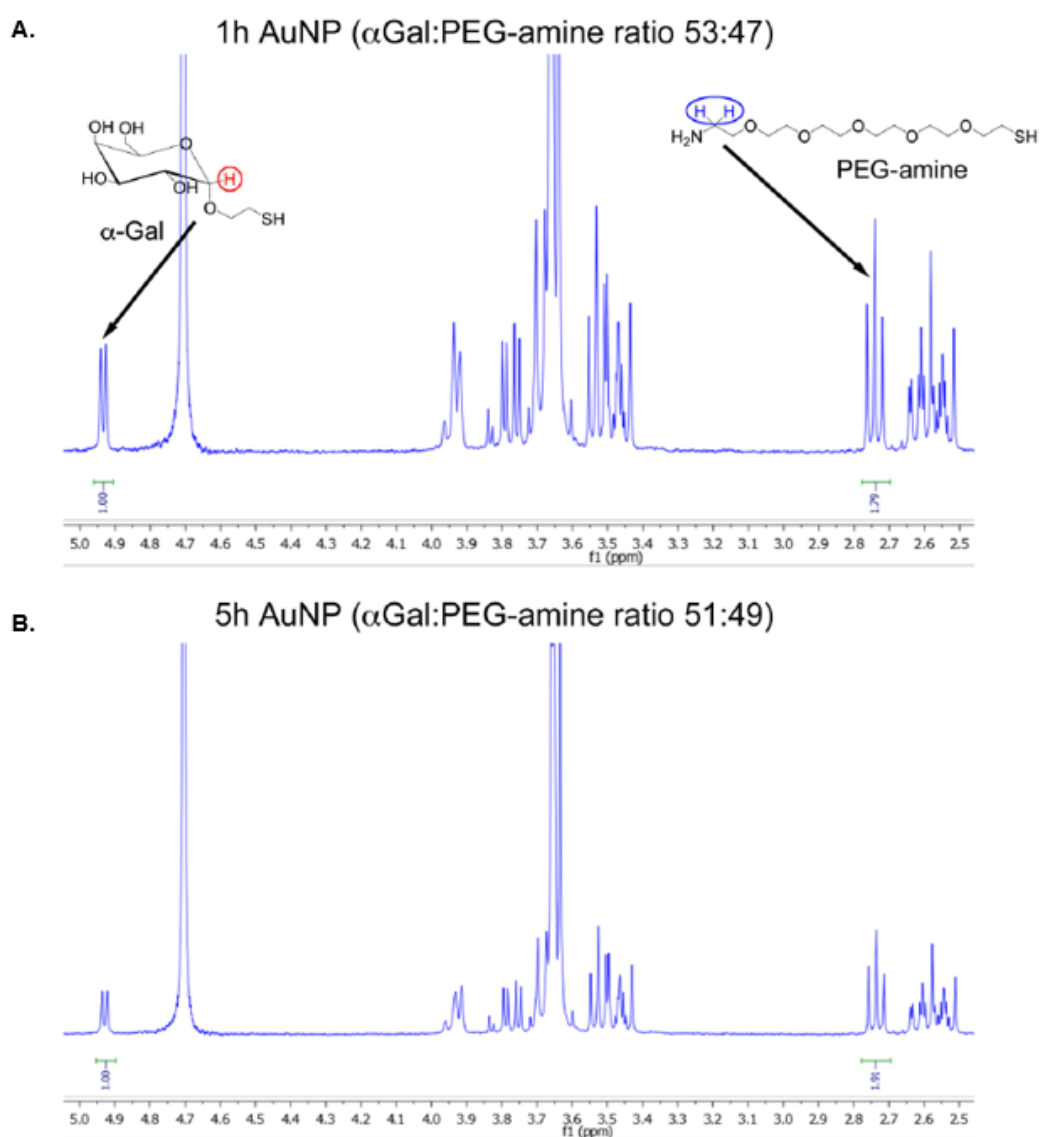 A.
1h AuNP (αGal:PEG-amine ratio 53:47)
OH OH
OH
O
HO
OH
H
O
SH
α-Gal
H H
H₂N
O O O O O
SH
PEG-amine
1.00
1.79
5.0 4.9 4.8 4.7 4.6 4.5 4.4 4.3 4.2 4.1 4.0 3.9 3.8 3.7 3.6 3.5 3.4 3.3 3.2 3.1 3.0 2.9 2.8 2.7 2.6 2.5
f1 (ppm)
B.
5h AuNP (αGal:PEG-amine ratio 51:49)
1.00
1.91
5.0 4.9 4.8 4.7 4.6 4.5 4.4 4.3 4.2 4.1 4.0 3.9 3.8 3.7 3.6 3.5 3.4 3.3 3.2 3.1 3.0 2.9 2.8 2.7 2.6 2.5
f1 (ppm)